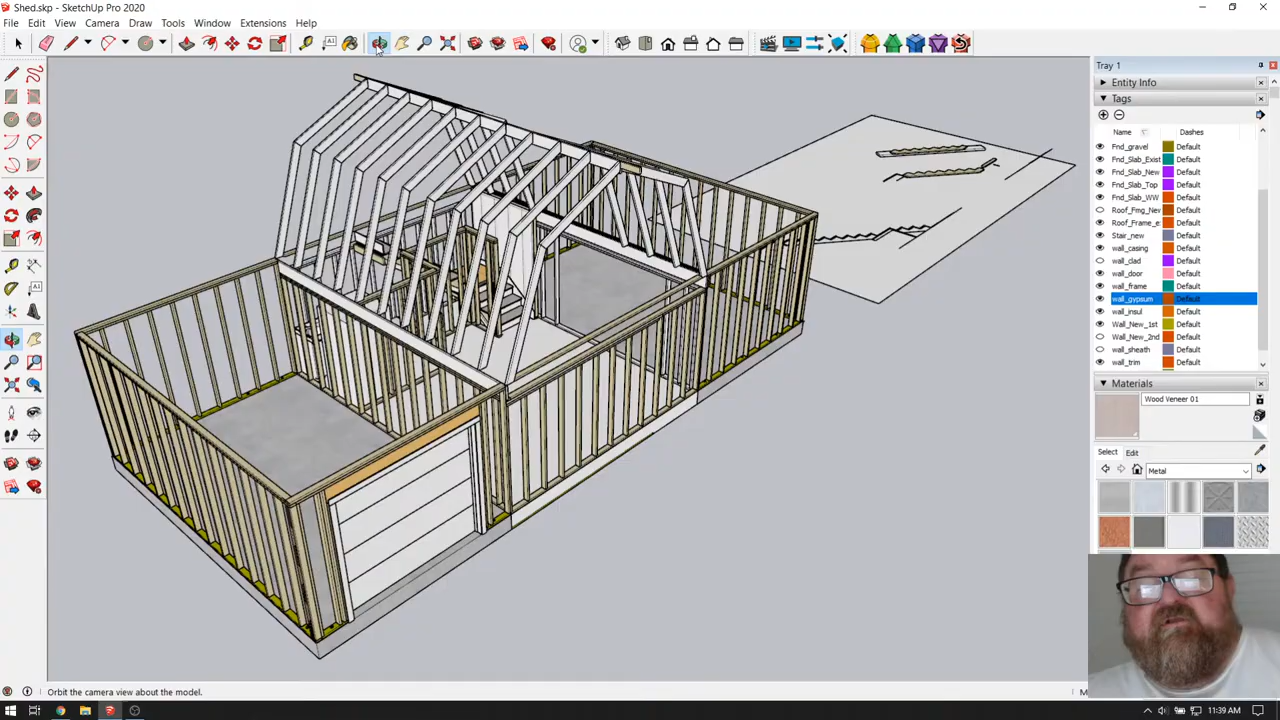 Shed.skp - SketchUp Pro 2020
File Edit View Camera Draw Tools Window Extensions Help
Tray 1
Entity Info
Tags
Name Dashes
Fnd_gravel Default
Fnd_Slab_Exist Default
Fnd_Slab_New Default
Fnd_Slab_Top Default
Fnd_Slab_WW Default
Roof_Fmg_New Default
Roof_Frame_e Default
Stair_new Default
wall_casing Default
wall_clad Default
wall_door Default
wall_frame Default
wall_gypsum Default
wall_insul Default
Wall_New_1st Default
Wall_New_2nd Default
wall_sheath Default
wall_trim Default
Materials
Wood Veneer 01
Select Edit
Metal
Orbit the camera view about the model.
M
11:39 AM